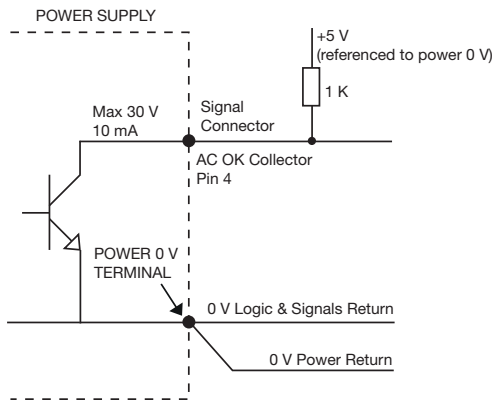 POWER SUPPLY
+5 V
(referenced to power 0 V)
1 K
Max 30 V
10 mA
Signal
Connector
AC OK Collector
Pin 4
POWER 0 V
TERMINAL
0 V Logic & Signals Return
0 V Power Return